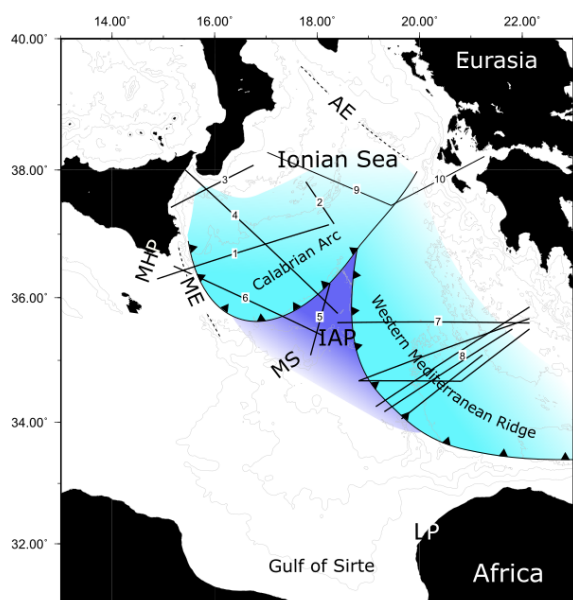 14.00° 16.00° 18.00° 20.00° 22.00°
40.00°
Eurasia
AE
38.00°
Ionian Sea
3
10
9
2
4
1
MHP
Calabrian Arc
ME
36.00°
6
5
7
IAP
8
MS
Western Mediterranean Ridge
34.00°
32.00°
LP
Gulf of Sirte
Africa